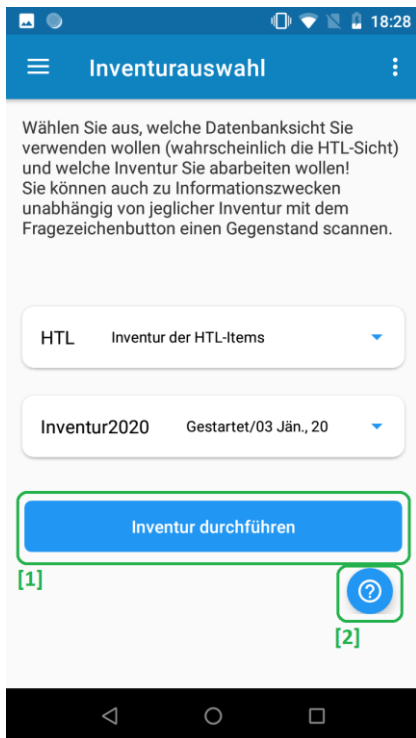 18:28
Inventurauswahl
Wählen Sie aus, welche Datenbanksicht Sie
verwenden wollen (wahrscheinlich die HTL-Sicht)
und welche Inventur Sie abarbeiten wollen!
Sie können auch zu Informationszwecken
unabhängig von jeglicher Inventur mit dem
Fragezeichenbutton einen Gegenstand scannen.
HTL Inventur der HTL-Items
Inventur2020 Gestartet/03 Jän., 20
Inventur durchführen
[1]
?
[2]